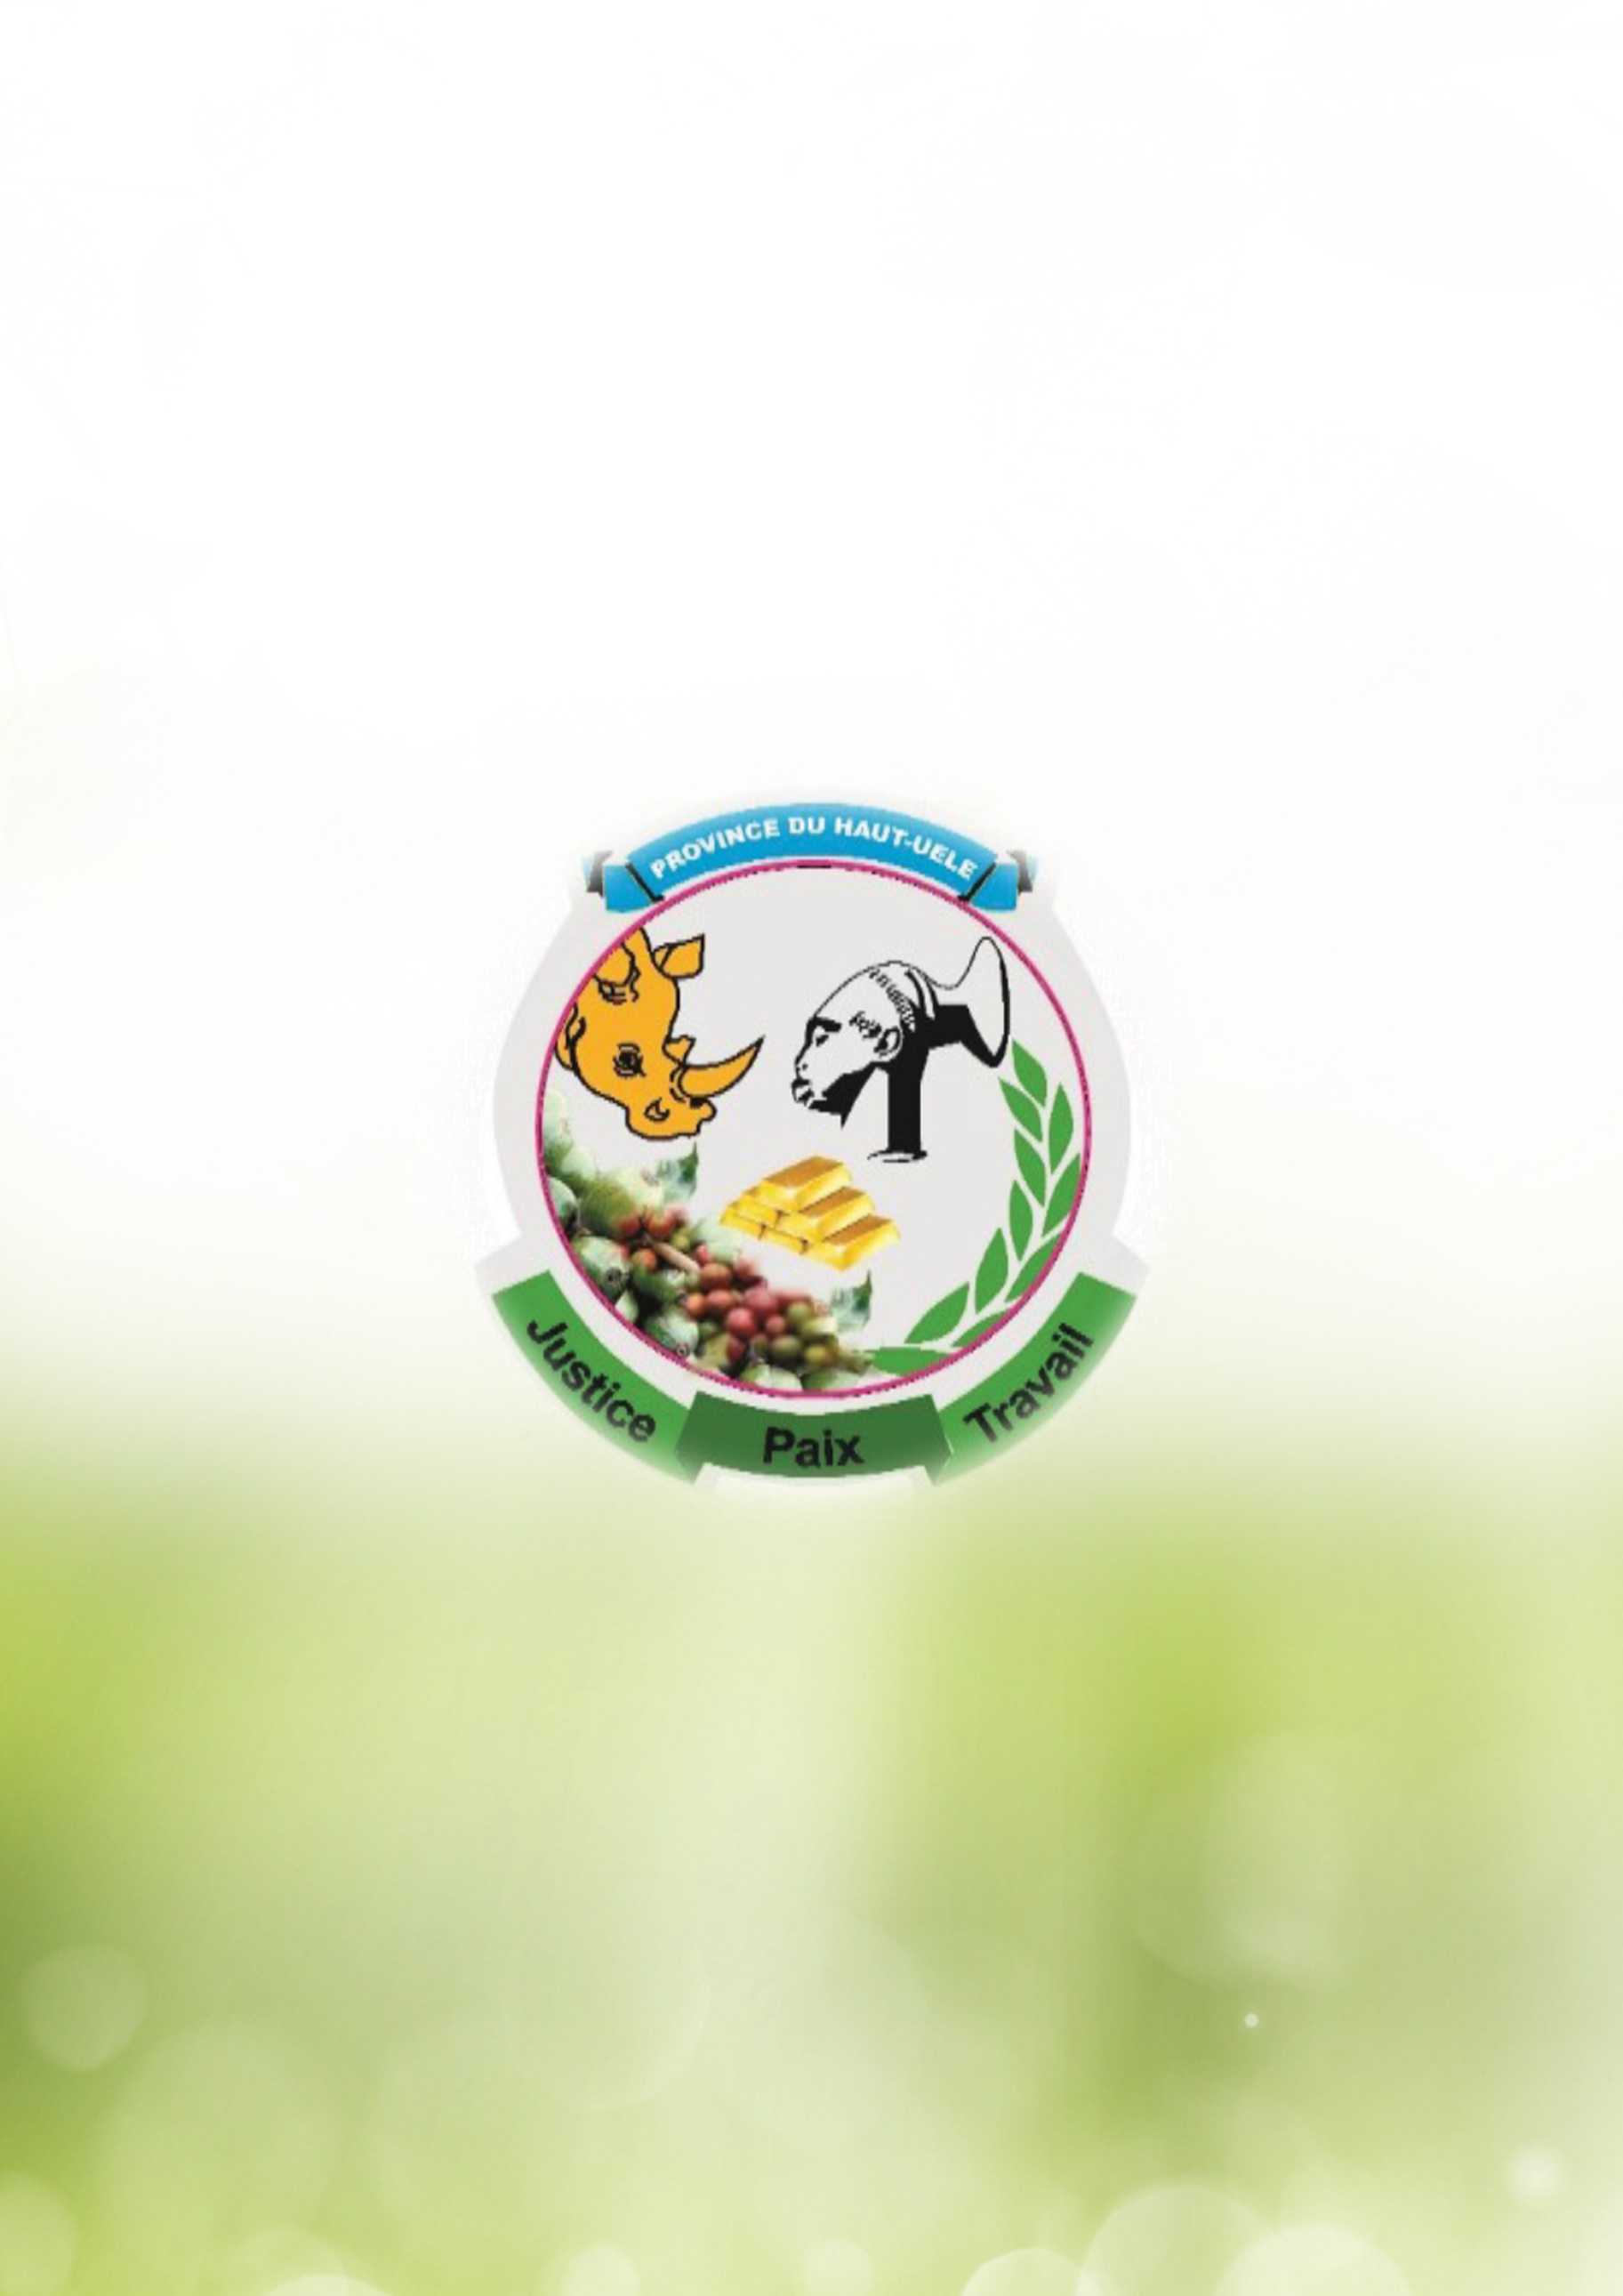 PROVINCE DU HAUT-UELE
Justice
Paix
Travail